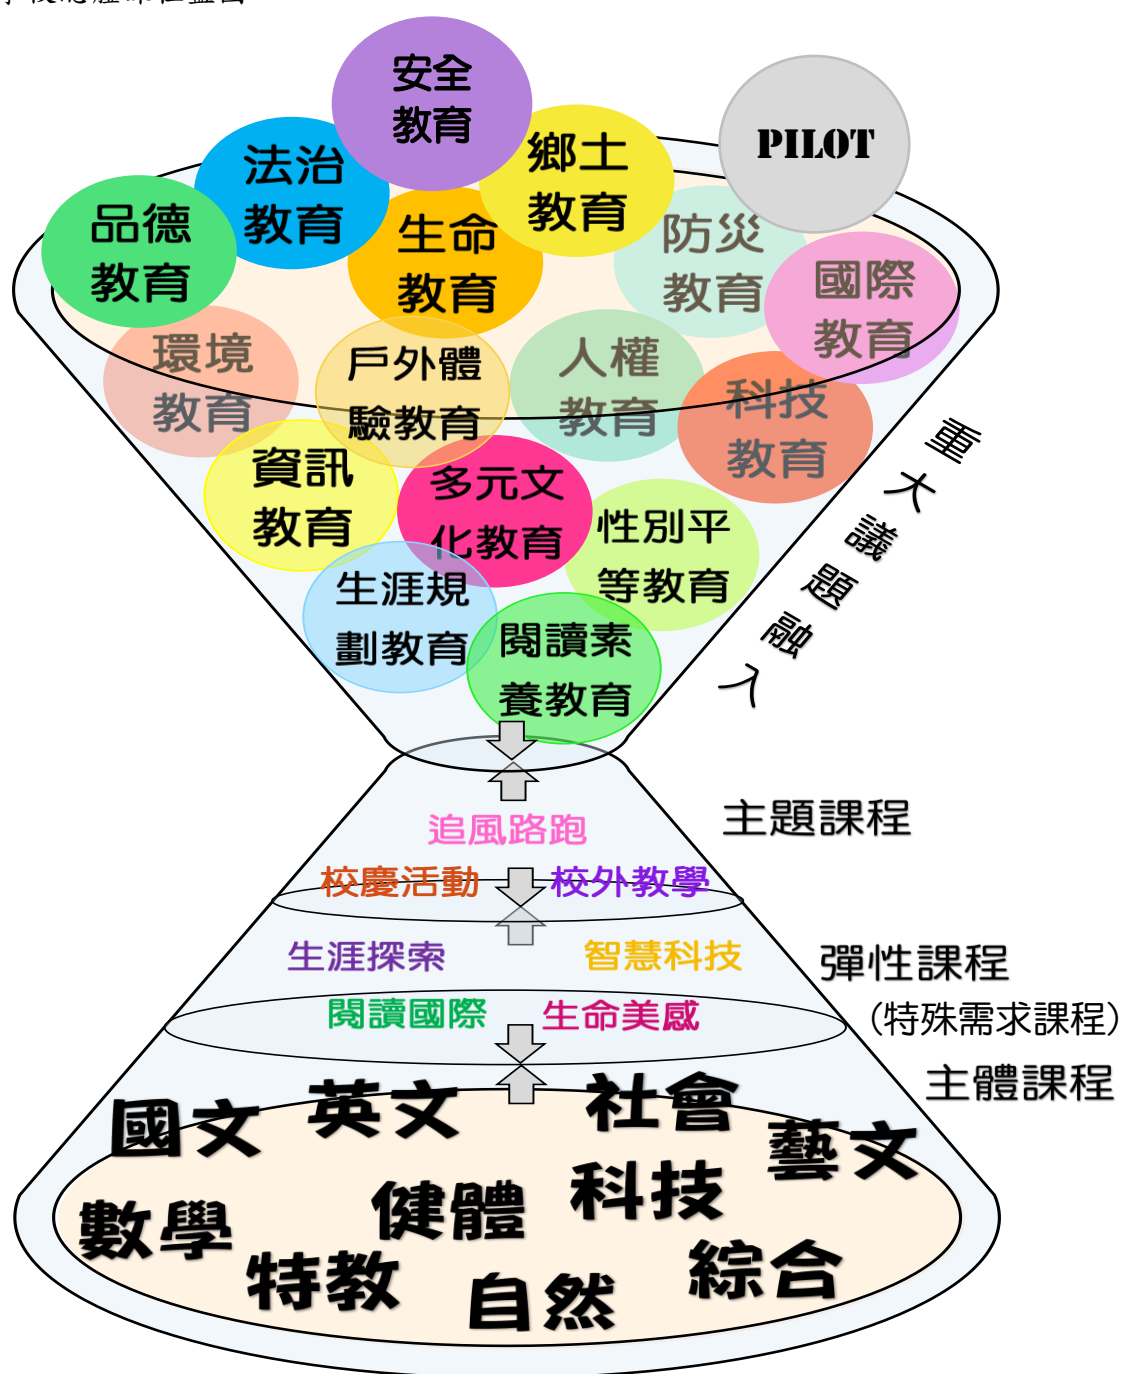 安全
教育
PILOT
法治
教育
鄉土
教育
品德
教育
生命
教育
防災
教育
國際
教育
環境
教育
戶外體
驗教育
人權
教育
科技
教育
資訊
教育
多元文
化教育
性別平
等教育
生涯規
劃教育
閱讀素
養教育
重大議題融入
追風路跑
主題課程
校慶活動
校外教學
生涯探索
智慧科技
彈性課程
(特殊需求課程)
閱讀國際
生命美感
主體課程
國文
英文
社會
藝文
數學
健體
科技
特教
自然
綜合